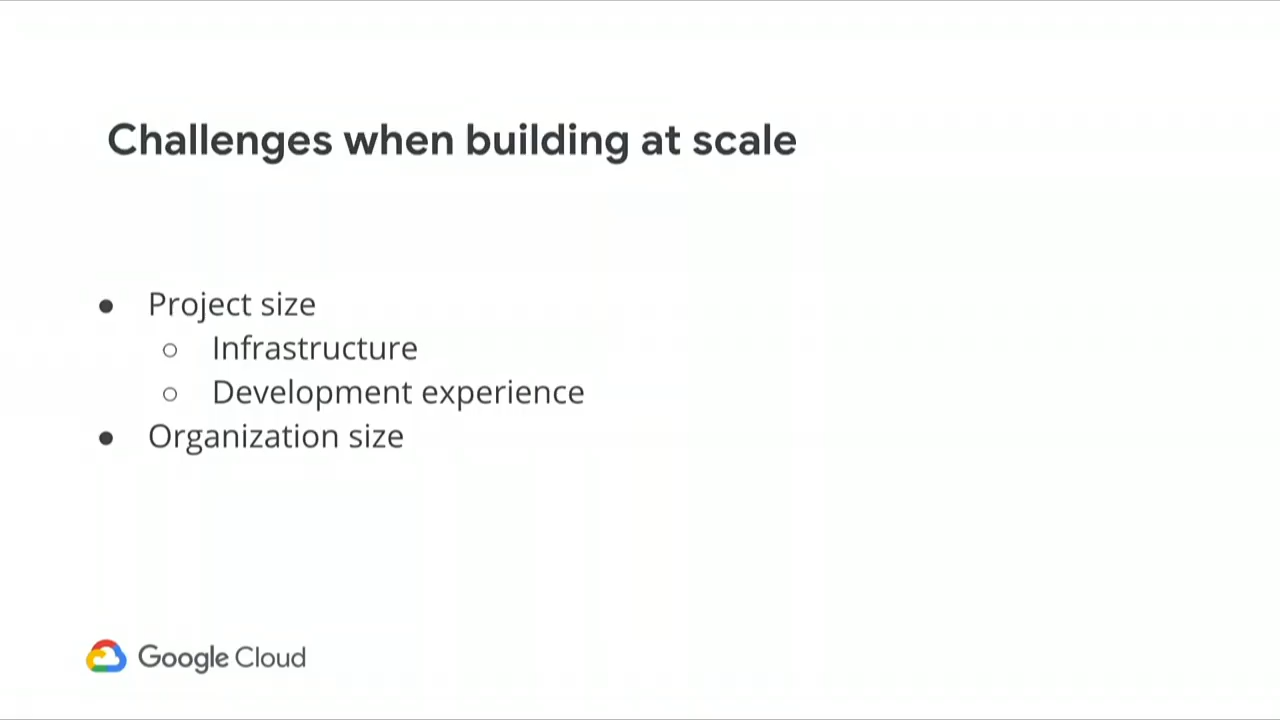 Challenges when building at scale
● Project size
○ Infrastructure
○ Development experience
● Organization size
Google Cloud